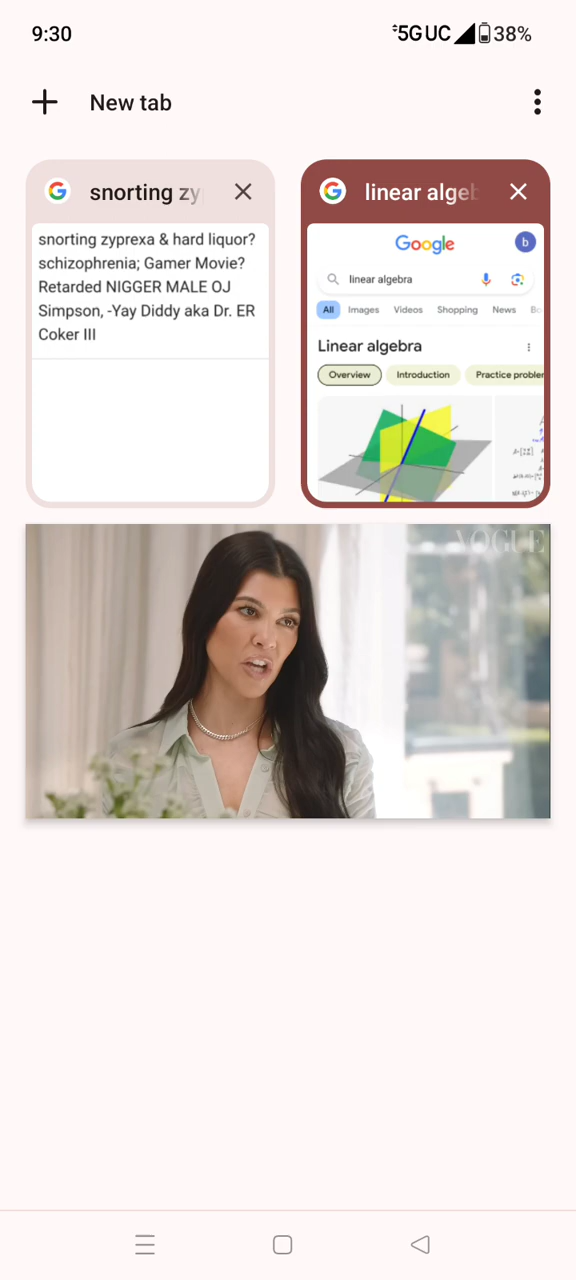 9:30
5G UC
38%
New tab
snorting zy
linear algeb
snorting zyprexa & hard liquor?
schizophrenia; Gamer Movie?
Retarded NIGGER MALE OJ
Simpson, -Yay Diddy aka Dr. ER
Coker III
Google
b
linear algebra
All Images Videos Shopping News Bo
Linear algebra
Overview Introduction Practice problem
VOGUE